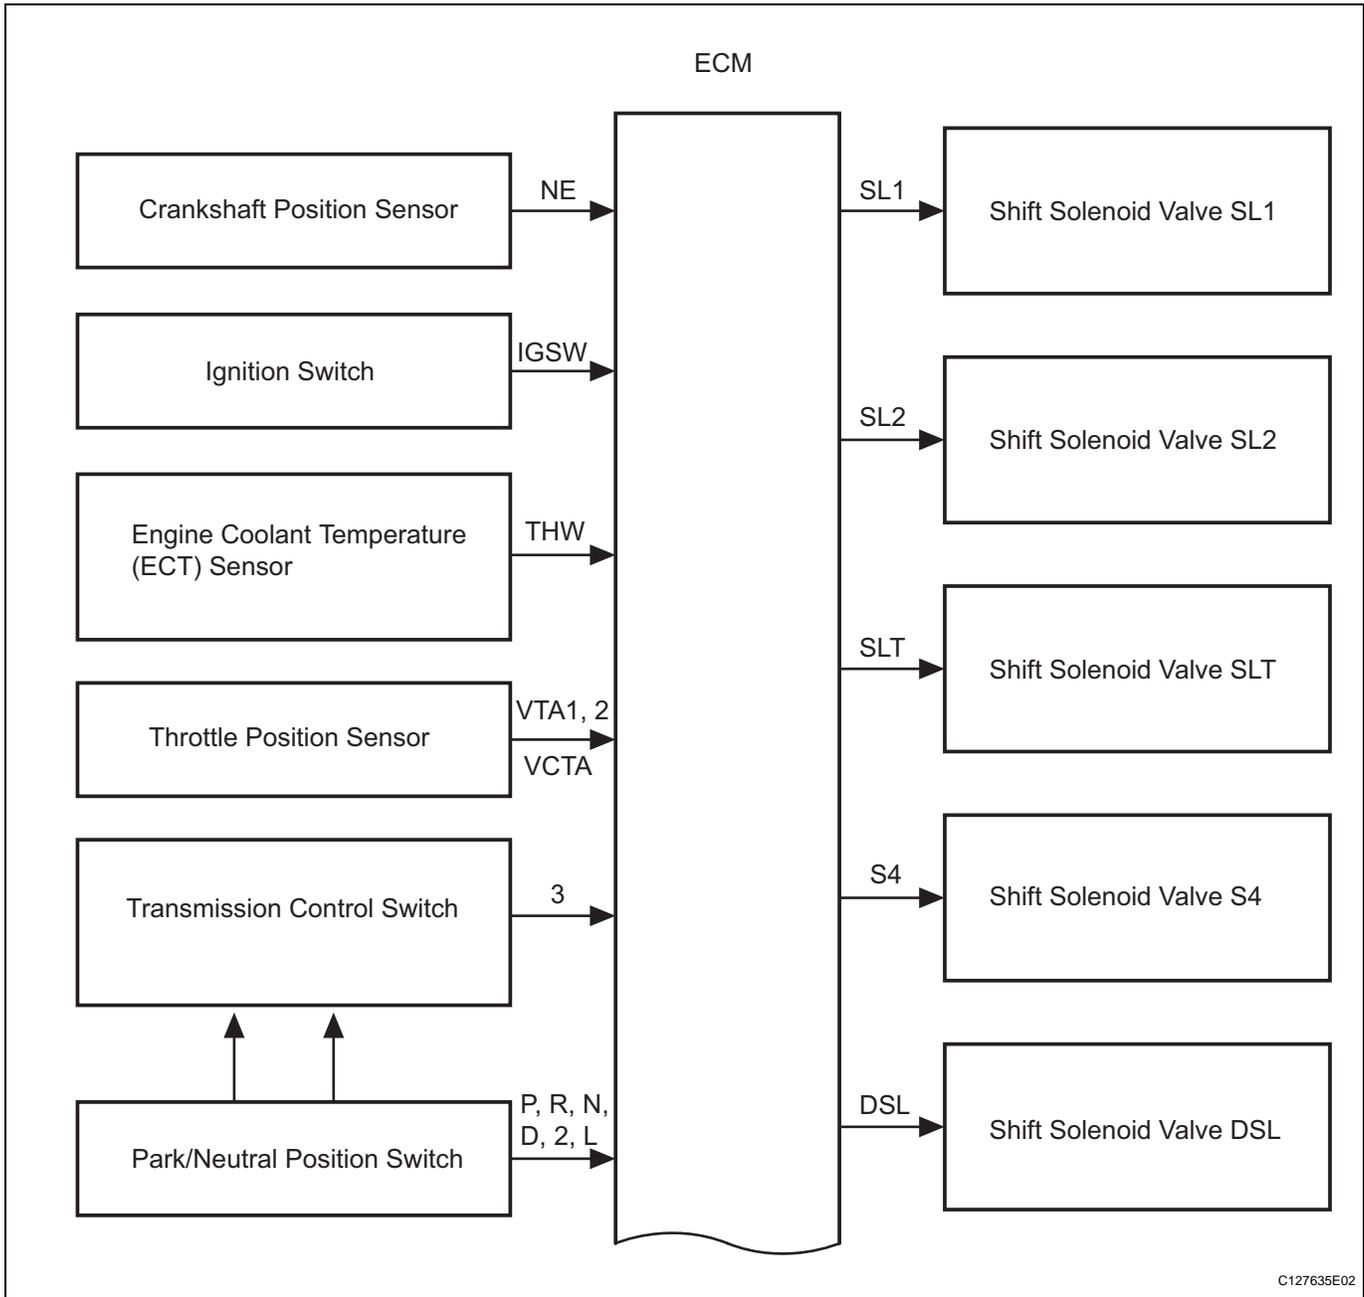 ECM
Crankshaft Position Sensor
NE
SL1
Shift Solenoid Valve SL1
Ignition Switch
IGSW
SL2
Shift Solenoid Valve SL2
Engine Coolant Temperature
(ECT) Sensor
THW
SLT
Shift Solenoid Valve SLT
Throttle Position Sensor
VTA1, 2
VCTA
Transmission Control Switch
3
S4
Shift Solenoid Valve S4
Park/Neutral Position Switch
P, R, N,
D, 2, L
DSL
Shift Solenoid Valve DSL
C127635E02